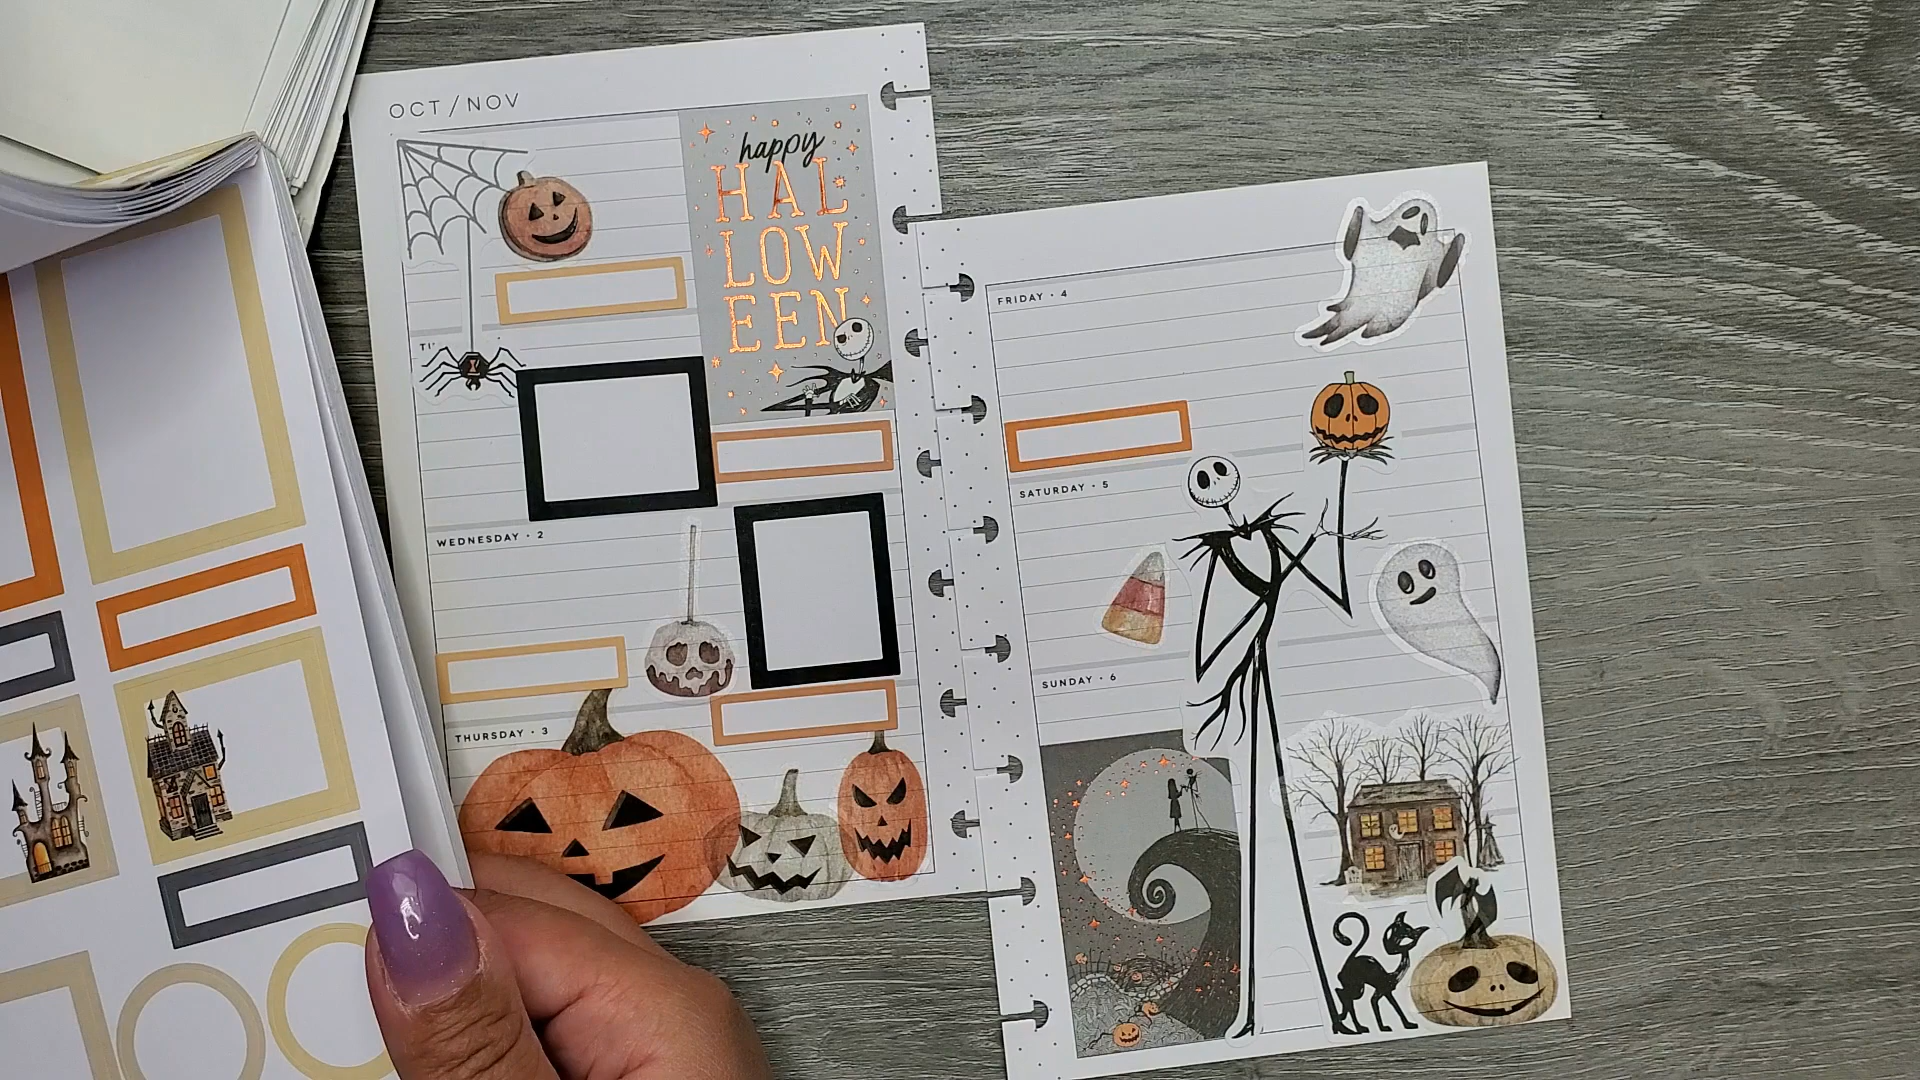 OCT/NOV
happy
HAL
LOW
EEN
WEDNESDAY · 2
THURSDAY · 3
FRIDAY · 4
SATURDAY · 5
SUNDAY · 6